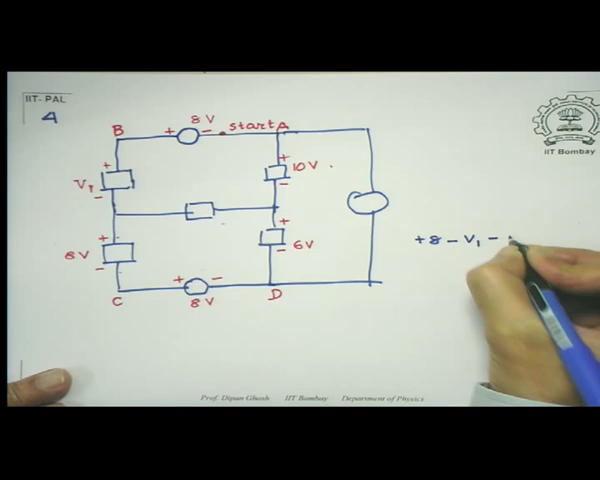 IIT-PAL
4
8 V
B + - start A
+ + 10V
V₁ - -
IIT Bombay
+ +
8V - - 6V
+ 8 - V₁ -
+ -
C 8 V D
Prof. Dipan Ghosh IIT Bombay Department of Physics